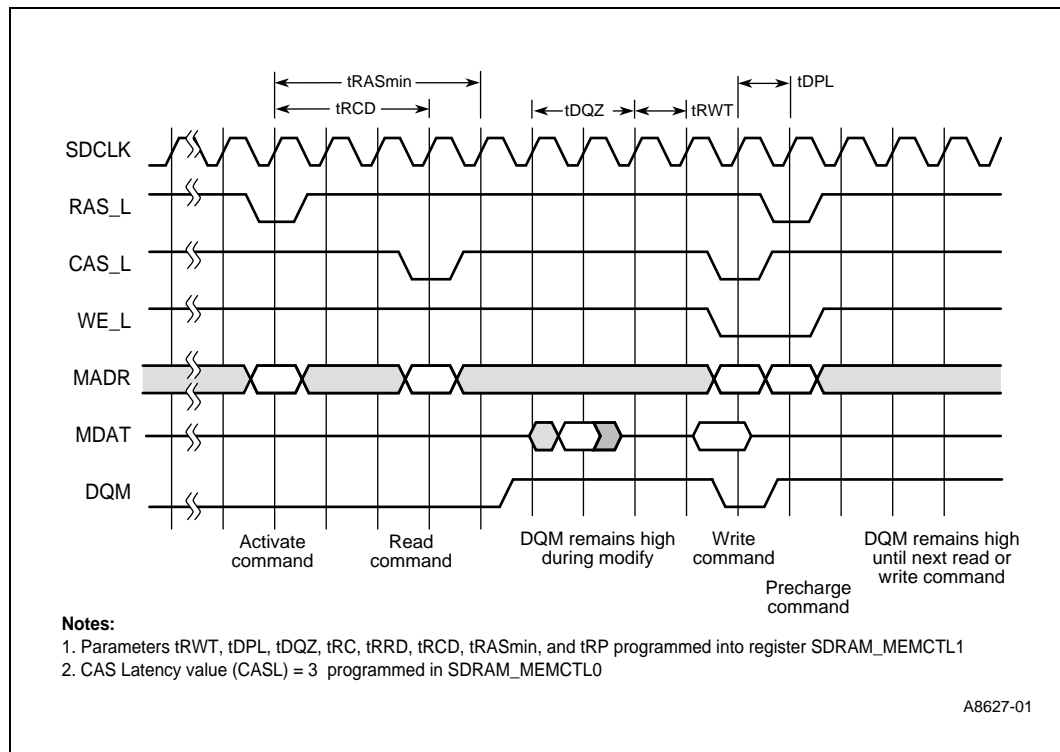 tRASmin
tDPL
tRCD
tDQZ
tRWT
SDCLK
RAS_L
CAS_L
WE_L
MADR
MDAT
DQM
Activate
command
Read
command
DQM remains high
during modify
Write
command
Precharge
command
DQM remains high
until next read or
write command
Notes:
1. Parameters tRWT, tDPL, tDQZ, tRC, tRRD, tRCD, tRASmin, and tRP programmed into register SDRAM_MEMCTL1
2. CAS Latency value (CASL) = 3 programmed in SDRAM_MEMCTL0
A8627-01